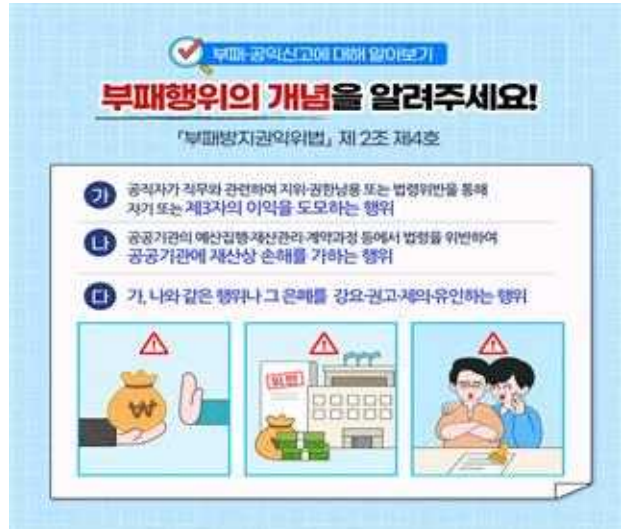 부패·공익신고에 대해 알아보기
부패행위의 개념을 알려주세요!
「부패방지권익위법」 제 2조 제4호
가 공직자가 직무와 관련하여 지위·권한남용 또는 법령위반을 통해
자기 또는 제3자의 이익을 도모하는 행위
나 공공기관의 예산집행·재산관리·계약과정 등에서 법령을 위반하여
공공기관에 재산상 손해를 가하는 행위
다 가, 나와 같은 행위나 그 은폐를 강요·권고·제의·유인하는 행위
위법
₩